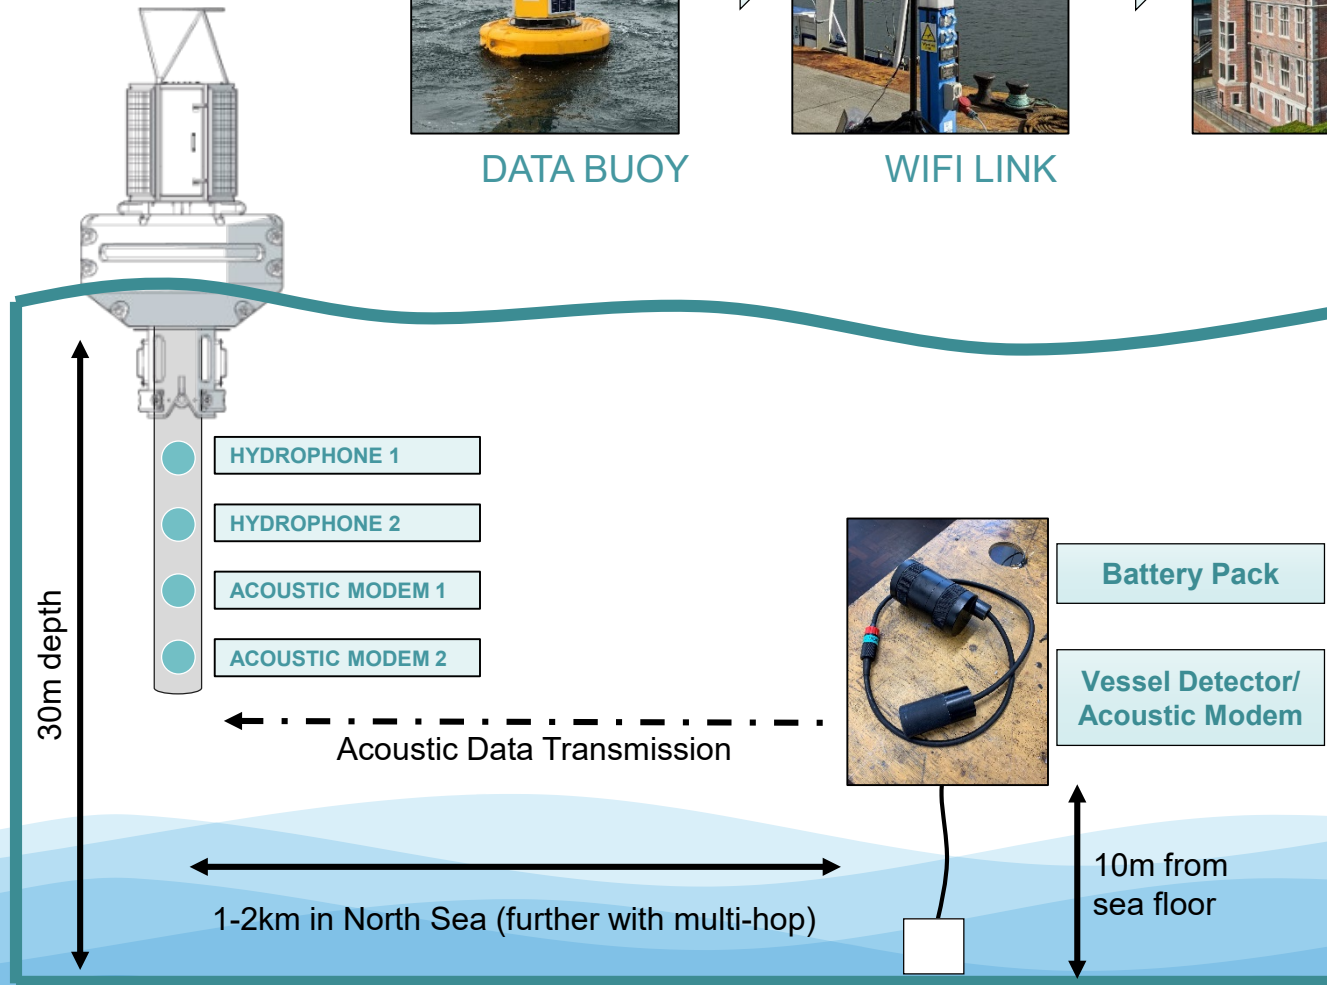 DATA BUOY
WIFI LINK
HYDROPHONE 1
HYDROPHONE 2
ACOUSTIC MODEM 1
ACOUSTIC MODEM 2
30m depth
Battery Pack
Vessel Detector/
Acoustic Modem
Acoustic Data Transmission
10m from
sea floor
1-2km in North Sea (further with multi-hop)